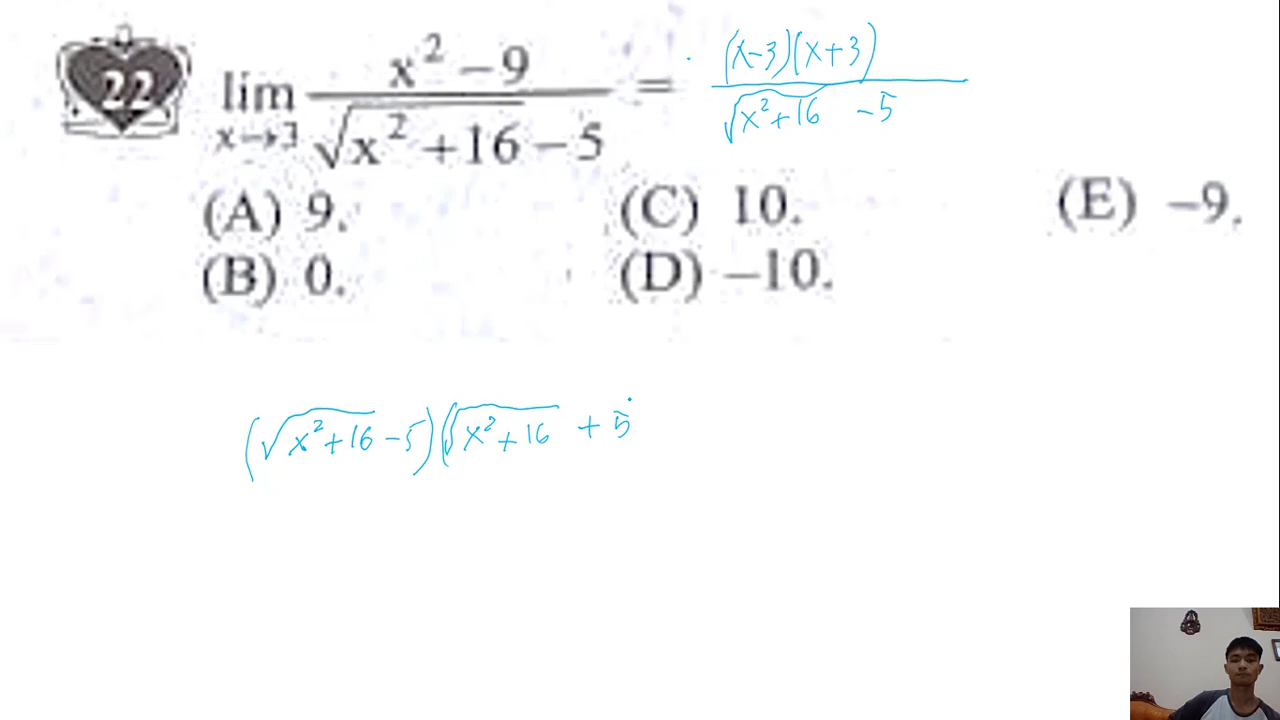 22 lim x→3 x² − 9 / √(x² + 16) − 5 = (x-3)(x+3) / √(x²+16) - 5
(A) 9. (C) 10. (E) −9.
(B) 0. (D) −10.
(√(x²+16) - 5)(√(x²+16) + 5